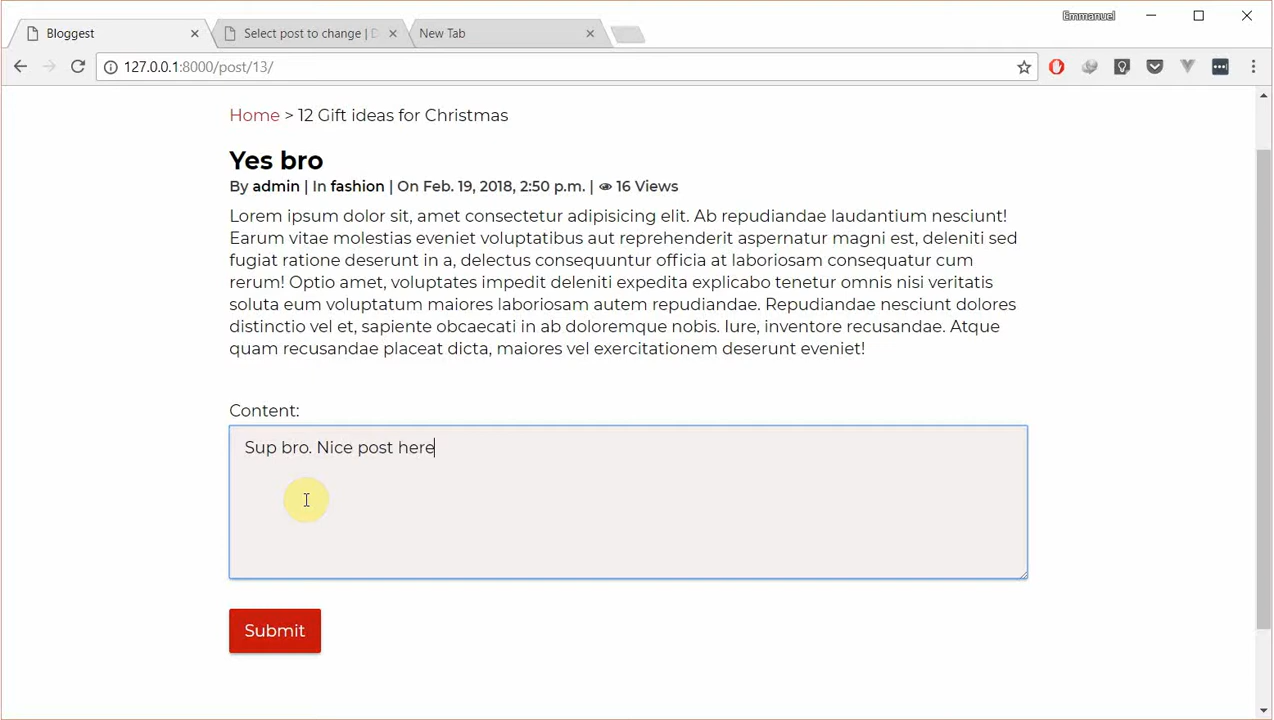 Emmanuel
Bloggest
Select post to change | D
New Tab
127.0.0.1:8000/post/13/
Home > 12 Gift ideas for Christmas
Yes bro
By admin | In fashion | On Feb. 19, 2018, 2:50 p.m. | 16 Views
Lorem ipsum dolor sit, amet consectetur adipisicing elit. Ab repudiandae laudantium nesciunt!
Earum vitae molestias eveniet voluptatibus aut reprehenderit aspernatur magni est, deleniti sed
fugiat ratione deserunt in a, delectus consequuntur officia at laboriosam consequatur cum
rerum! Optio amet, voluptates impedit deleniti expedita explicabo tenetur omnis nisi veritatis
soluta eum voluptatum maiores laboriosam autem repudiandae. Repudiandae nesciunt dolores
distinctio vel et, sapiente obcaecati in ab doloremque nobis. Iure, inventore recusandae. Atque
quam recusandae placeat dicta, maiores vel exercitationem deserunt eveniet!
Content:
Sup bro. Nice post here
Submit